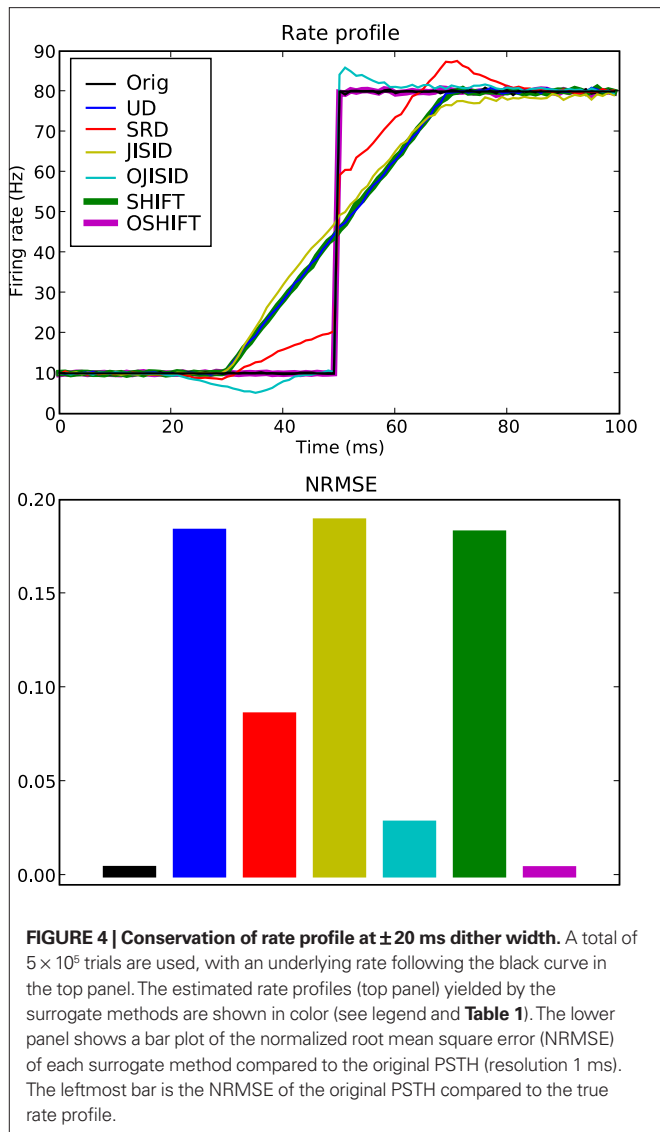 Rate profile
90
80
70
60
50
40
30
20
10
0
Firing rate (Hz)
Orig
UD
SRD
JISID
OJISID
SHIFT
OSHIFT
0 20 40 60 80 100
Time (ms)
NRMSE
0.20
0.15
0.10
0.05
0.00
FIGURE 4 | Conservation of rate profile at ± 20 ms dither width. A total of
5 × 10⁵ trials are used, with an underlying rate following the black curve in
the top panel. The estimated rate profiles (top panel) yielded by the
surrogate methods are shown in color (see legend and Table 1). The lower
panel shows a bar plot of the normalized root mean square error (NRMSE)
of each surrogate method compared to the original PSTH (resolution 1 ms).
The leftmost bar is the NRMSE of the original PSTH compared to the true
rate profile.